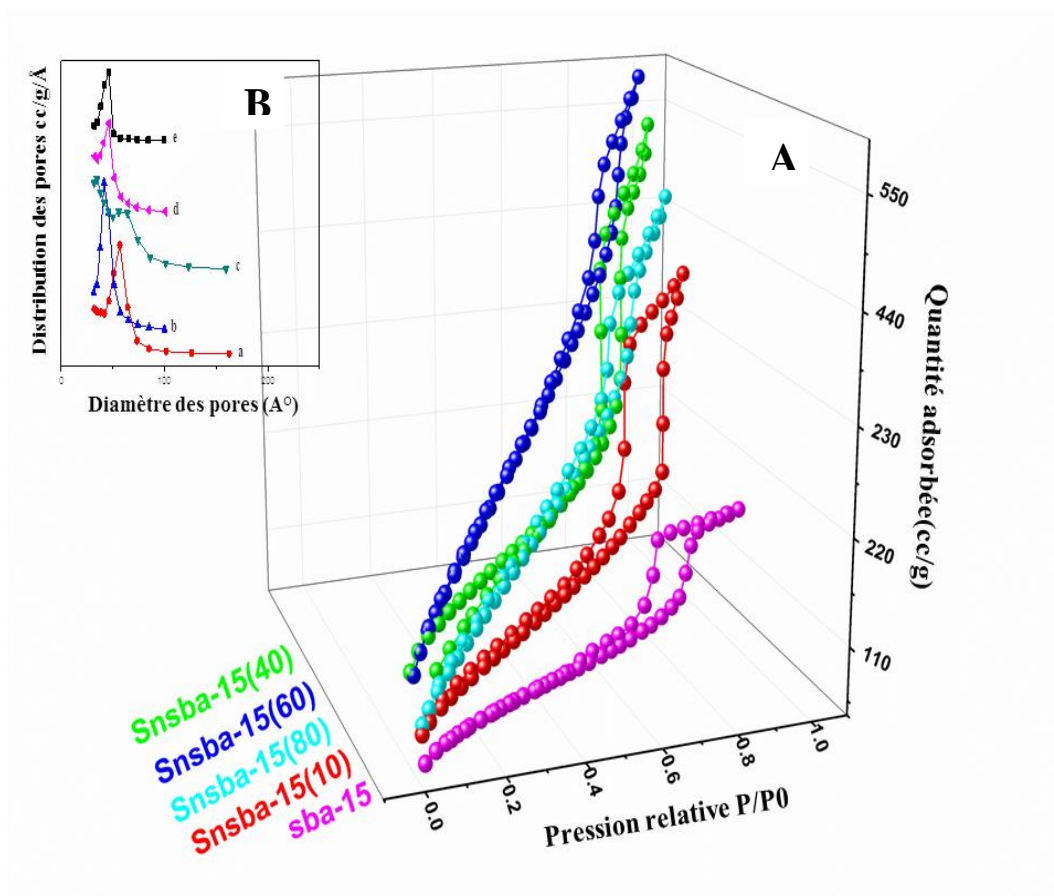 B
A
Distribution des pores cc/g/Å
e
d
c
b
a
0
100
200
Diamètre des pores (A°)
550
440
230
220
110
Quantité adsorbée(cc/g)
Snsba-15(40)
Snsba-15(60)
Snsba-15(80)
Snsba-15(10)
sba-15
0.0
0.2
0.4
0.6
0.8
1.0
Pression relative P/P0